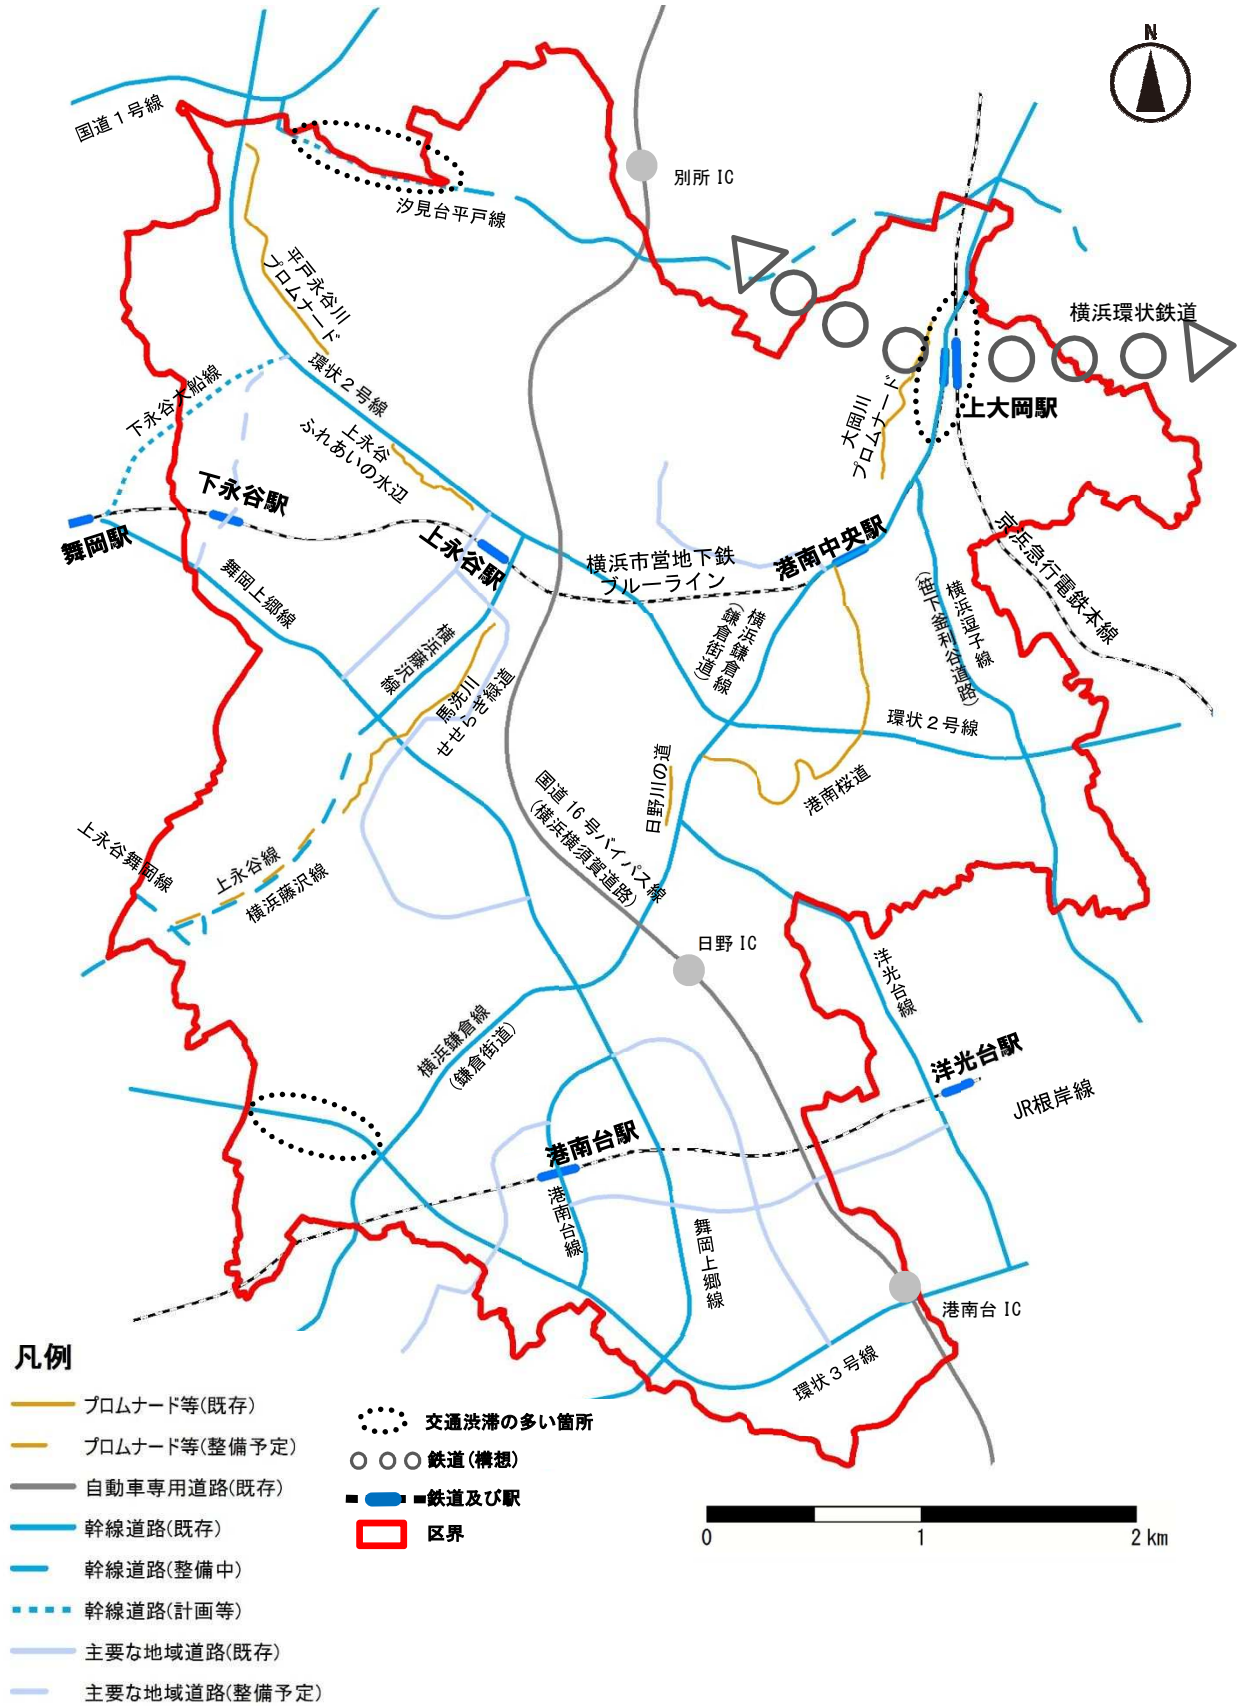 N
国道１号線
別所 IC
汐見台平戸線
平戸永谷川
プロムナード
横浜環状鉄道
環状２号線
下永谷大船線
上大岡駅
大岡川
プロムナード
上永谷
ふれあいの水辺
下永谷駅
舞岡駅
上永谷駅
横浜市営地下鉄
ブルーライン
港南中央駅
京浜急行電鉄本線
舞岡上郷線
横浜藤沢線
横浜鎌倉線
(鎌倉街道)
横浜逗子線
(笹下釜利谷道路)
馬洗川
せせらぎ緑道
環状２号線
日野川の道
港南桜道
国道 16 号バイパス線
(横浜横須賀道路)
上永谷舞岡線
上永谷線
横浜藤沢線
日野 IC
洋光台線
横浜鎌倉線
(鎌倉街道)
洋光台駅
JR根岸線
港南台駅
港南台線
舞岡上郷線
港南台 IC
環状３号線
凡例
プロムナード等(既存)
プロムナード等(整備予定)
自動車専用道路(既存)
幹線道路(既存)
幹線道路(整備中)
幹線道路(計画等)
主要な地域道路(既存)
主要な地域道路(整備予定)
交通渋滞の多い箇所
鉄道(構想)
鉄道及び駅
区界
0 1 2 km